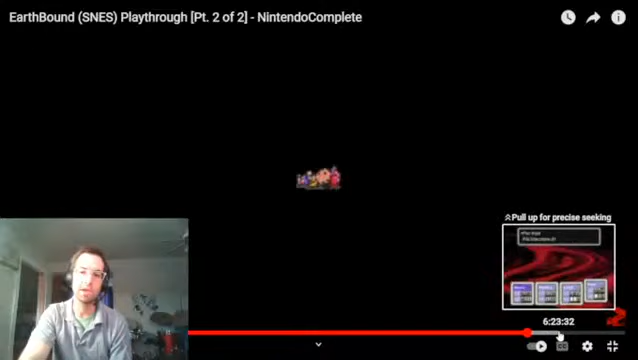 EarthBound (SNES) Playthrough [Pt. 2 of 2] - NintendoComplete
Pull up for precise seeking
6:23:32